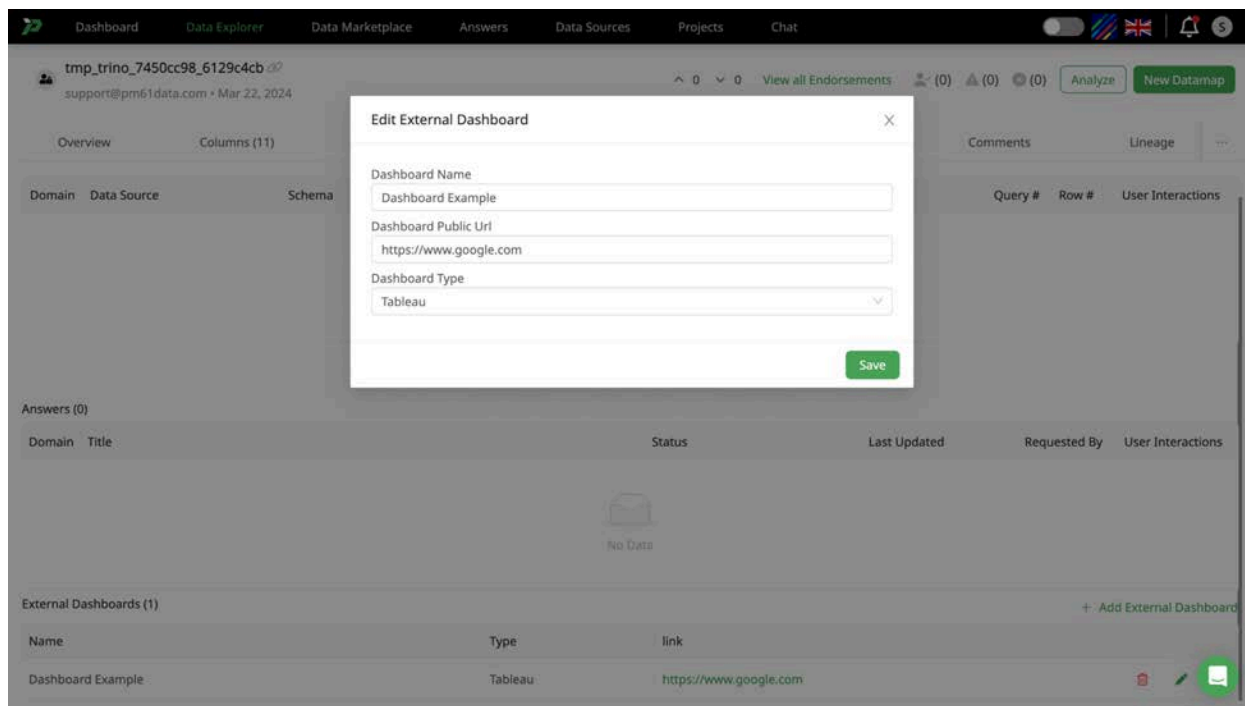 Dashboard Data Explorer Data Marketplace Answers Data Sources Projects Chat S
tmp_trino_7450cc98_6129c4cb
support@pm61data.com • Mar 22, 2024
0 0 View all Endorsements (0) (0) (0) Analyze New Datamap
Edit External Dashboard
Overview Columns (11) Comments Lineage ...
Dashboard Name
Domain Data Source Schema Query # Row # User Interactions
Dashboard Example
Dashboard Public Url
https://www.google.com
Dashboard Type
Tableau
Save
Answers (0)
Domain Title Status Last Updated Requested By User Interactions
No Data
External Dashboards (1)
+ Add External Dashboard
Name Type link
Dashboard Example Tableau https://www.google.com